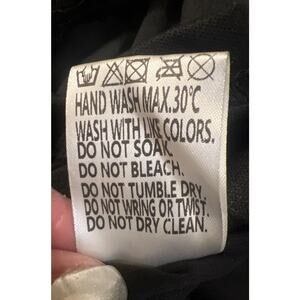 HAND WASH MAX.30°C
WASH WITH LIKE COLORS.
DO NOT SOAK.
DO NOT BLEACH.
DO NOT TUMBLE DRY.
DO NOT WRING OR TWIST.
DO NOT DRY CLEAN.